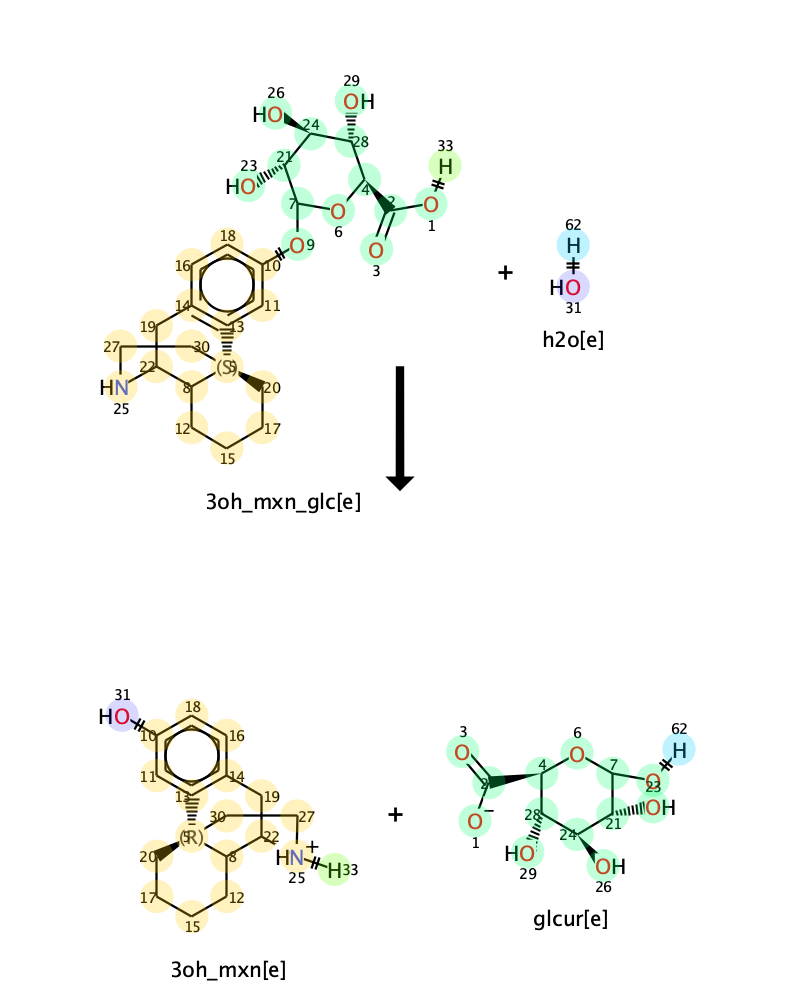 29
26 OH
HO 24
28 33
23 21 H
HO 4
7 O 2 O
6 1
18 O 9 O
16 10 3
14 11
19 13
27 30
22 (S) 5
HN 8 20
25
12 17
15
3oh_mxn_glc[e]
+
62
H
HO
31
h2o[e]
31
HO 18
10 16
11 14
13 19
30 27
(R) 22 +
20 8 HN H 33
25
17 12
15
3oh_mxn[e]
+
3 6 62
O O 7 H
4 O
2 23
O − 28 21 OH
1 24
HO OH
29 26
glcur[e]